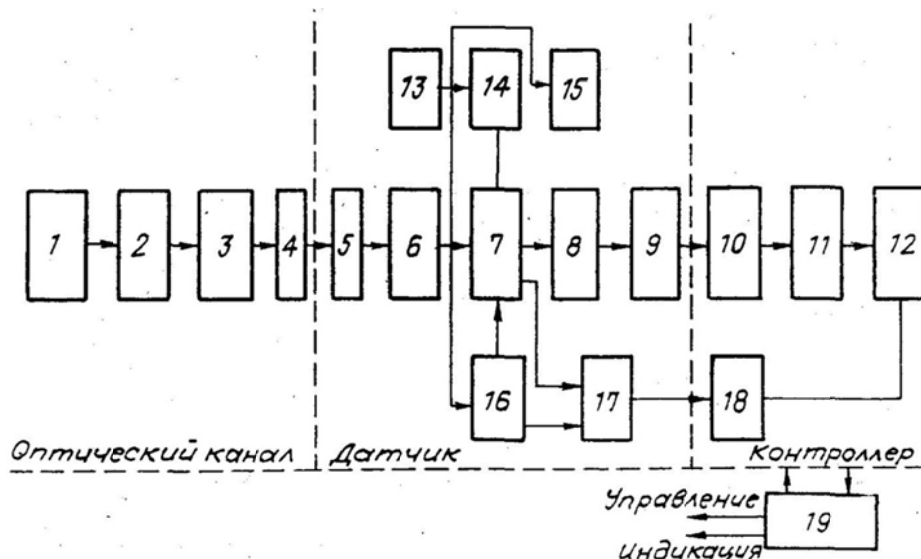 13 14 15
1 2 3 4 5 6 7 8 9 10 11 12
16 17 18
Оптический канал Датчик Контроллер
Управление
19
Индикация